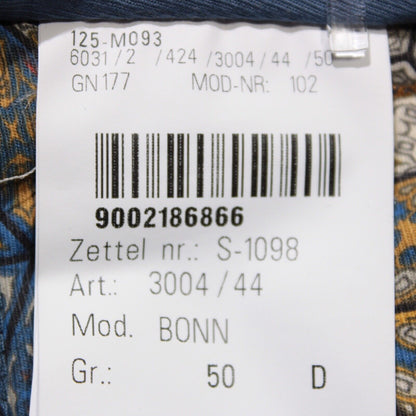 125-M093
6031/2 /424 /3004/44 /50
GN177 MOD-NR: 102
9002186866
Zettel nr.: S-1098
Art.: 3004/44
Mod. BONN
Gr.: 50 D